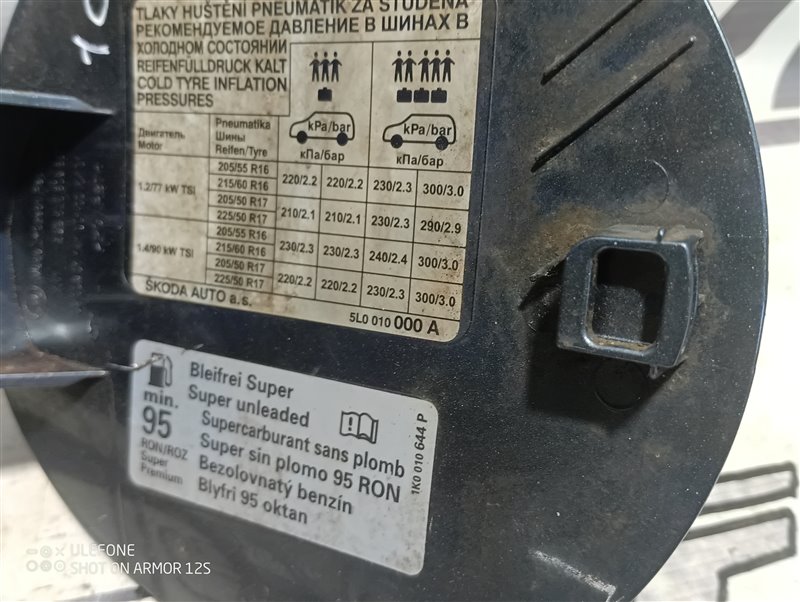 TLAKY HUŠTĚNÍ PNEUMATIK ZA STUDENA
РЕКОМЕНДУЕМОЕ ДАВЛЕНИЕ В ШИНАХ В
ХОЛОДНОМ СОСТОЯНИИ
REIFENFÜLLDRUCK KALT
COLD TYRE INFLATION
PRESSURES
kPa/bar kPa/bar
Двигатель Motor
Pneumatika Шины Reifen/Tyre
кПа/бар кПа/бар
1.2/77 kW TSI
205/55 R16
215/60 R16 220/2.2 220/2.2 230/2.3 300/3.0
205/50 R17
225/50 R17 210/2.1 210/2.1 230/2.3 290/2.9
1.4/90 kW TSI
205/55 R16
215/60 R16 230/2.3 230/2.3 240/2.4 300/3.0
205/50 R17
225/50 R17 220/2.2 220/2.2 230/2.3 300/3.0
ŠKODA AUTO a.s.
5L0 010 000 A
min.
95
RON/ROZ
Super
Premium
Bleifrei Super
Super unleaded
Supercarburant sans plomb
Super sin plomo 95 RON
Bezolovnatý benzín
Blyfri 95 oktan
1K0 010 644 P
ULEFONE
SHOT ON ARMOR 12S